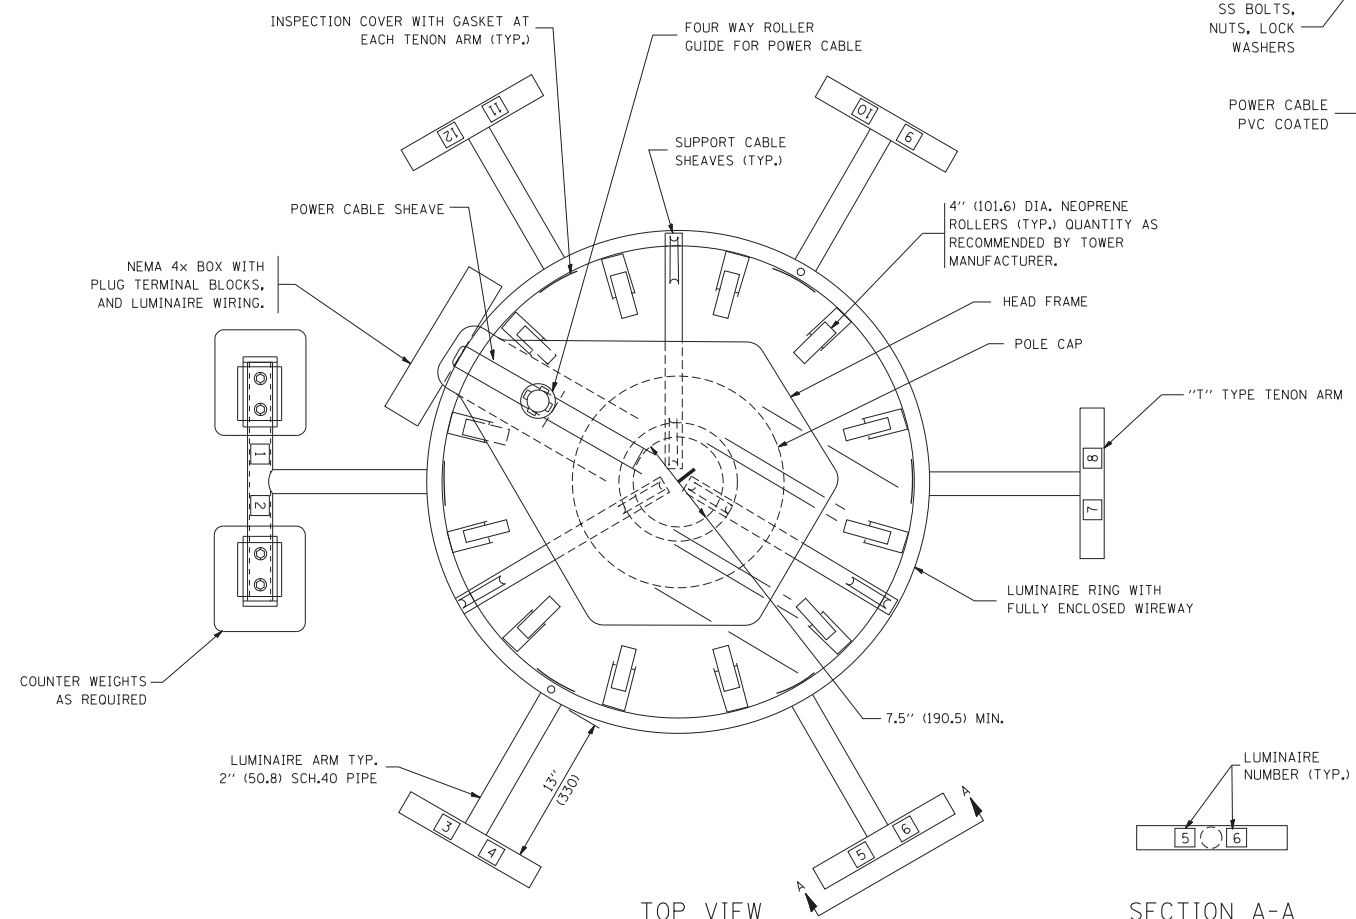 INSPECTION COVER WITH GASKET AT
EACH TENON ARM (TYP.)
FOUR WAY ROLLER
GUIDE FOR POWER CABLE
SS BOLTS,
NUTS, LOCK
WASHERS
POWER CABLE
PVC COATED
SUPPORT CABLE
SHEAVES (TYP.)
POWER CABLE SHEAVE
4'' (101.6) DIA. NEOPRENE
ROLLERS (TYP.) QUANTITY AS
RECOMMENDED BY TOWER
MANUFACTURER.
NEMA 4x BOX WITH
PLUG TERMINAL BLOCKS,
AND LUMINAIRE WIRING.
HEAD FRAME
POLE CAP
''T'' TYPE TENON ARM
12
11
10
9
1
2
8
7
LUMINAIRE RING WITH
FULLY ENCLOSED WIREWAY
COUNTER WEIGHTS
AS REQUIRED
7.5'' (190.5) MIN.
LUMINAIRE ARM TYP.
2'' (50.8) SCH.40 PIPE
13''
(330)
3
4
5
6
A
A
LUMINAIRE
NUMBER (TYP.)
5
6
TOP VIEW
SECTION A-A